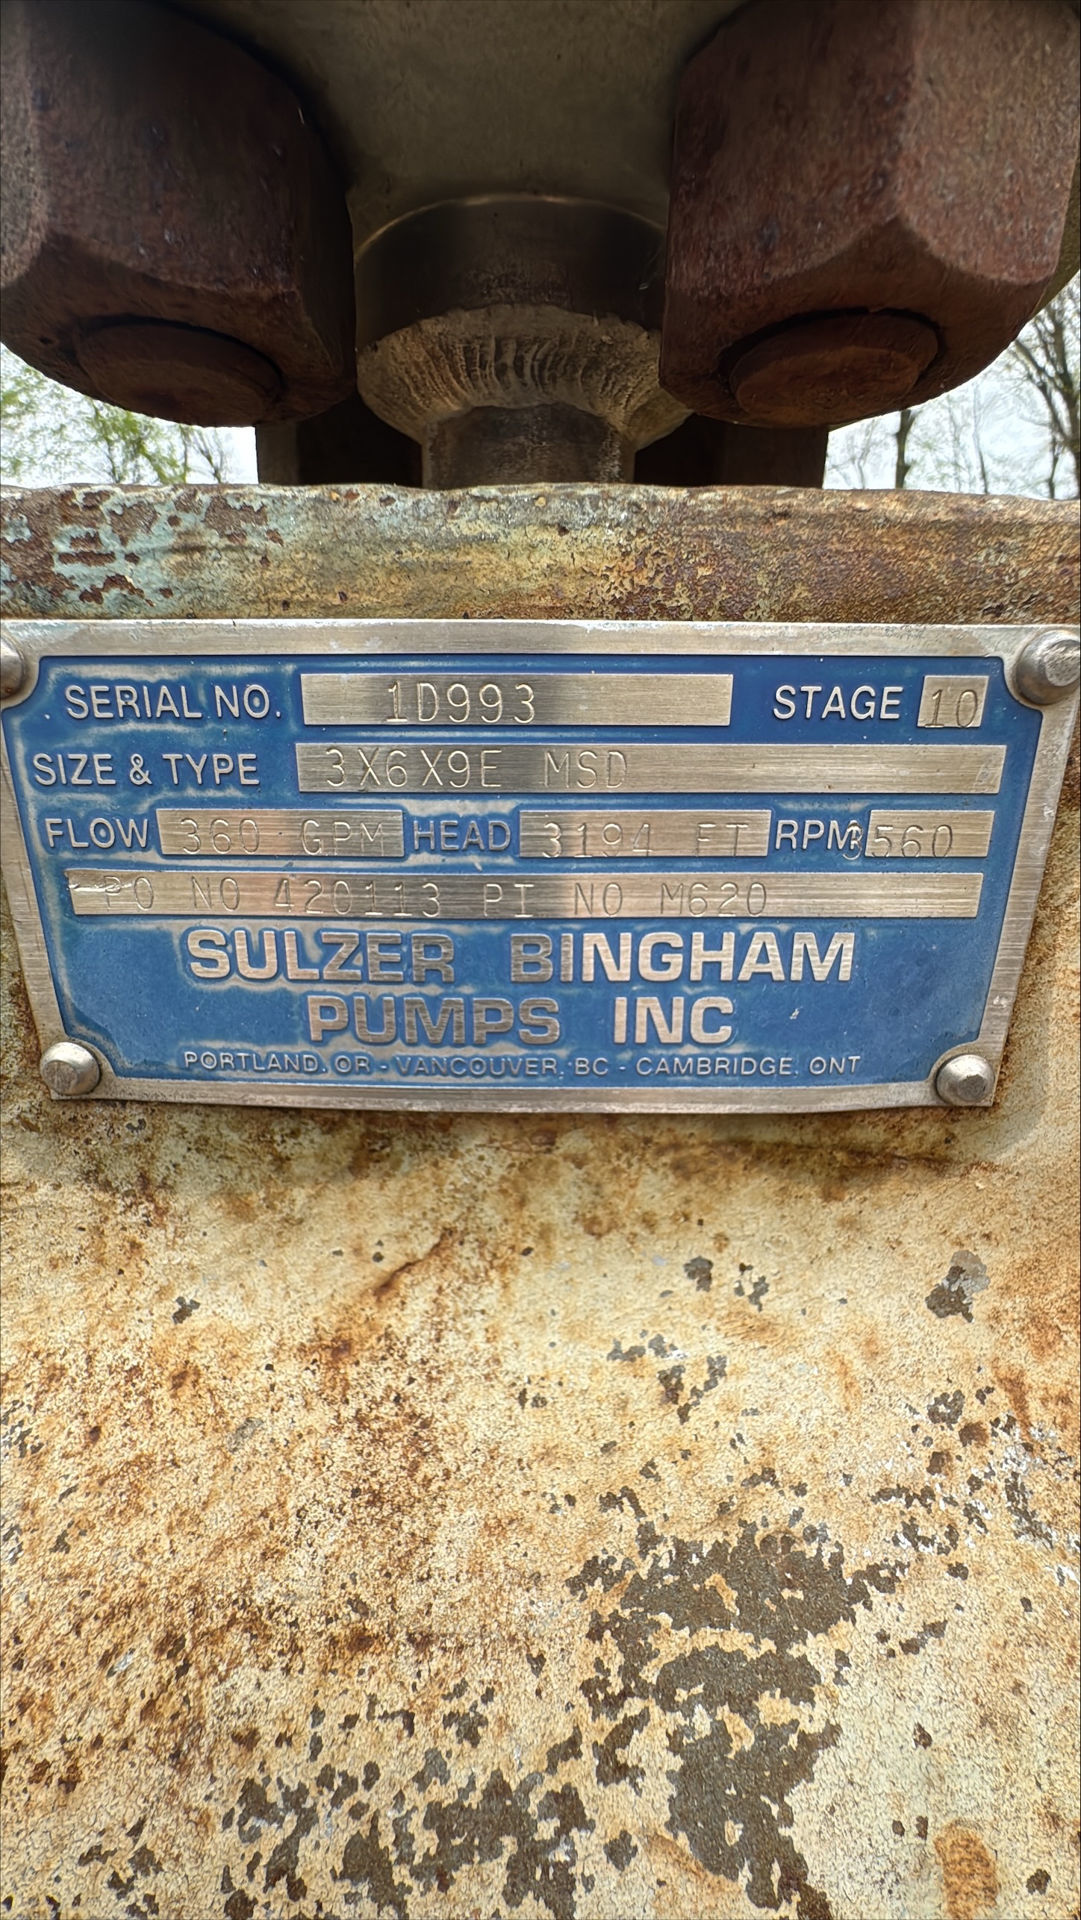 SERIAL NO. 1D993 STAGE 10
SIZE & TYPE 3X6X9E MSD
FLOW 360 GPM HEAD 3194 FT RPM 3560
PO NO 420113 PI NO M620
SULZER BINGHAM
PUMPS INC
PORTLAND, OR - VANCOUVER, BC - CAMBRIDGE, ONT